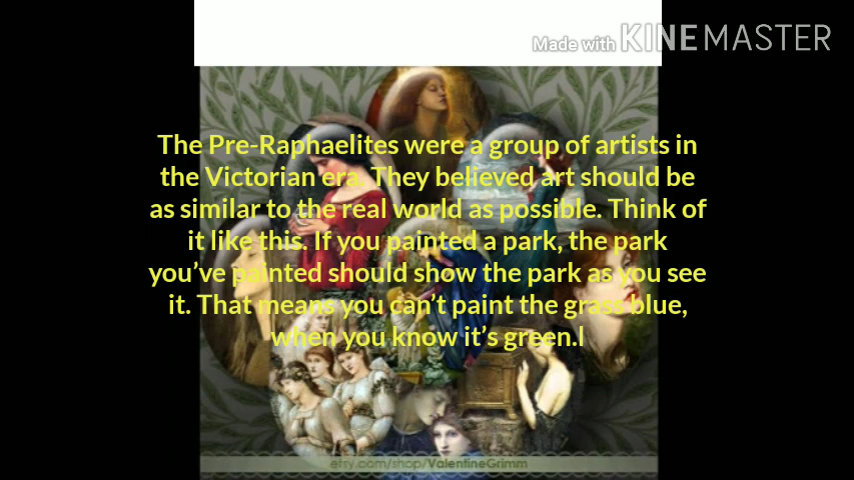 Made with KINEMASTER
The Pre-Raphaelites were a group of artists in
the Victorian era. They believed art should be
as similar to the real world as possible. Think of
it like this. If you painted a park, the park
you’ve painted should show the park as you see
it. That means you can’t paint the grass blue,
when you know it’s green.l
etsy.com/shop/ValentineGrimm